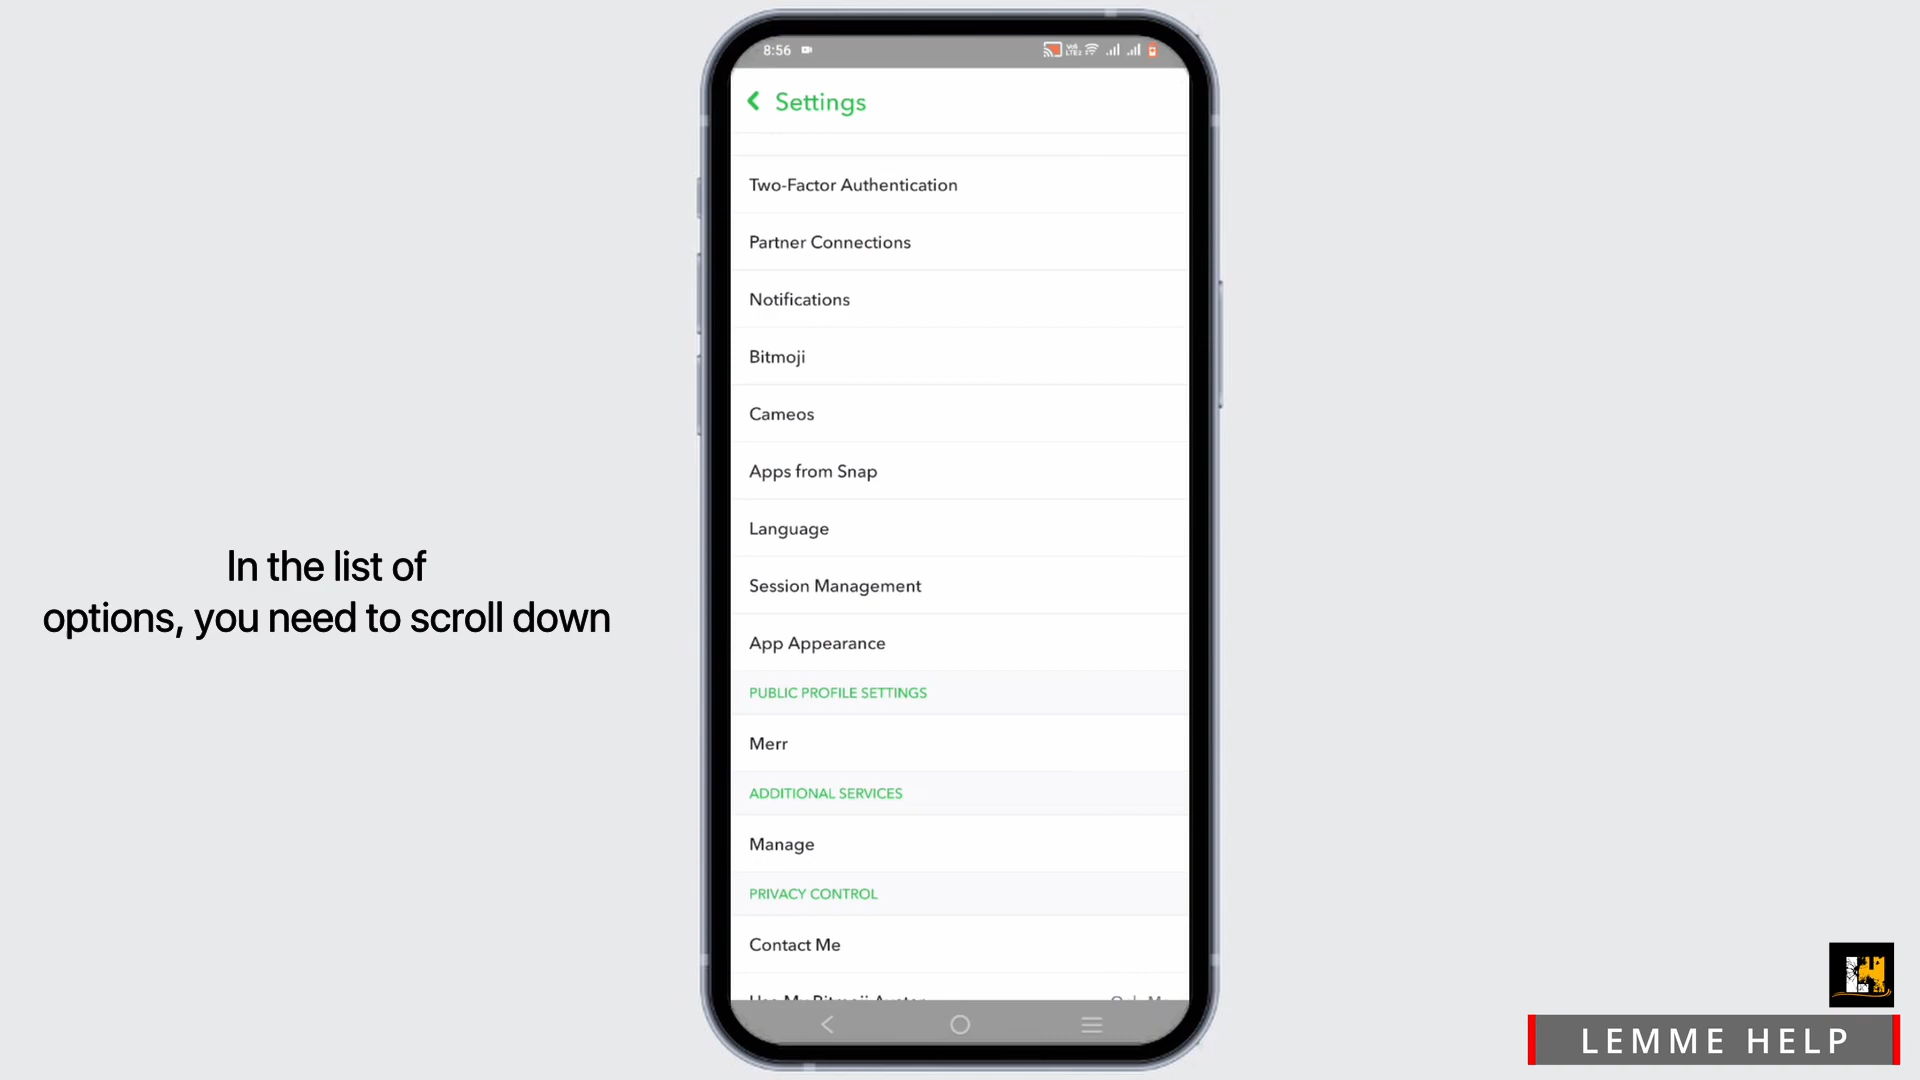 8:56
Settings
Two-Factor Authentication
Partner Connections
Notifications
Bitmoji
Cameos
Apps from Snap
Language
Session Management
App Appearance
PUBLIC PROFILE SETTINGS
Merr
ADDITIONAL SERVICES
Manage
PRIVACY CONTROL
Contact Me
In the list of
options, you need to scroll down
LEMME HELP